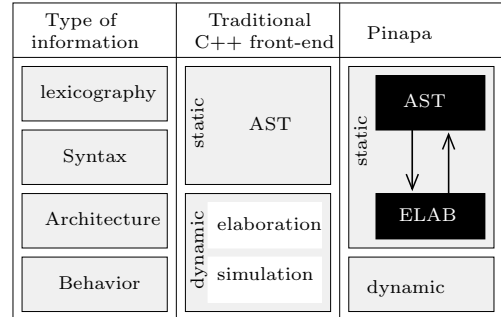 Type of
information
Traditional
C++ front-end
Pinapa
lexicography
Syntax
Architecture
Behavior
static
AST
dynamic
elaboration
simulation
static
AST
ELAB
dynamic